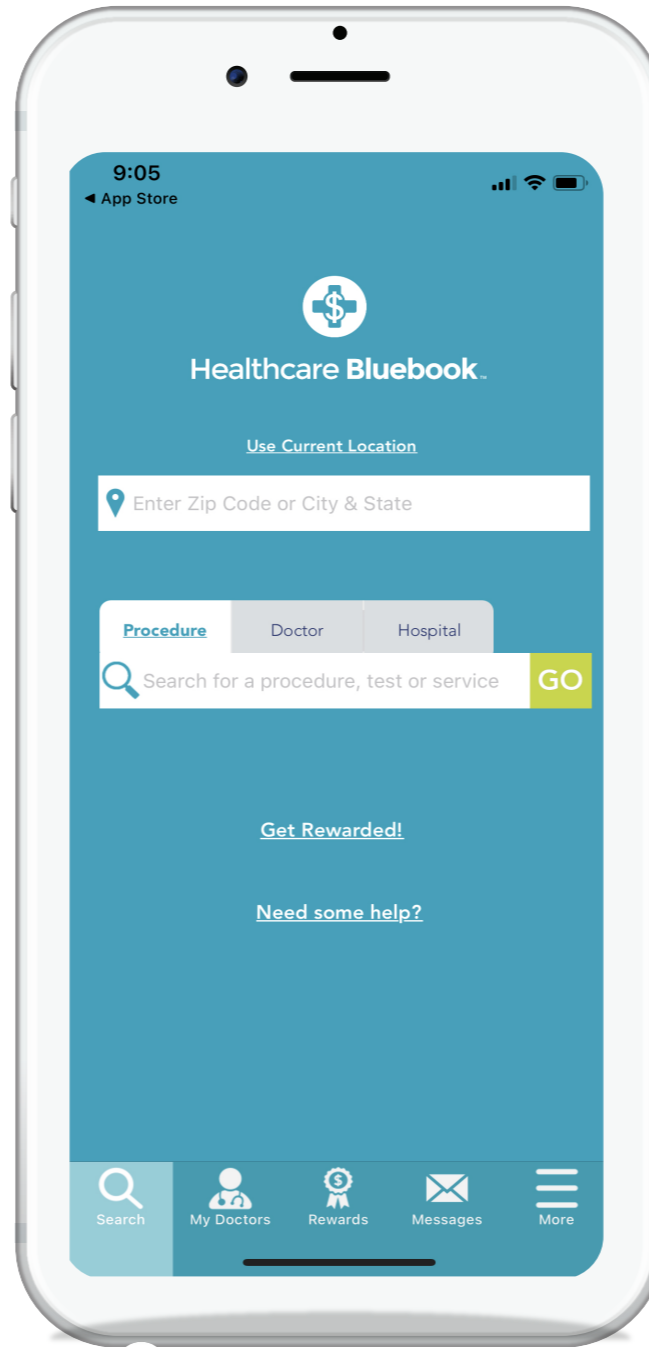 9:05
◀ App Store
Healthcare Bluebook™
Use Current Location
Enter Zip Code or City & State
Procedure Doctor Hospital
Search for a procedure, test or service GO
Get Rewarded!
Need some help?
Search My Doctors Rewards Messages More